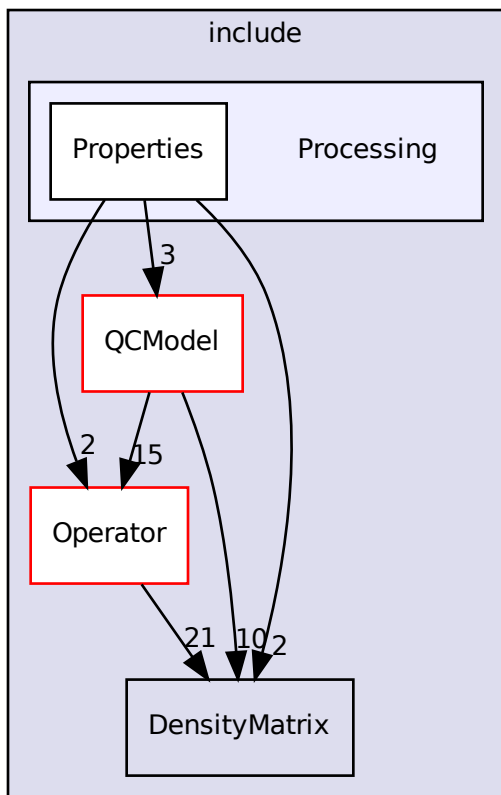 include
Properties
Processing
3
QCModel
2
15
Operator
21
10
2
DensityMatrix